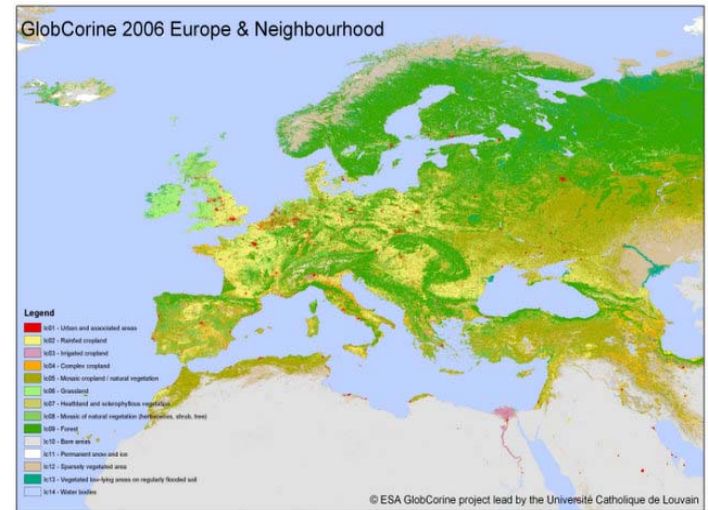 GlobCorine 2006 Europe & Neighbourhood
Legend
lc01 - Urban and associated areas
lc02 - Rainfed cropland
lc03 - Irrigated cropland
lc04 - Complex cropland
lc05 - Mosaic cropland / natural vegetation
lc06 - Grassland
lc07 - Heathland and sclerophyllous vegetation
lc08 - Mosaic of natural vegetation (herbaceous, shrub, tree)
lc09 - Forest
lc10 - Bare areas
lc11 - Permanent snow and ice
lc12 - Sparsely vegetated area
lc13 - Vegetated low-lying areas on regularly flooded soil
lc14 - Water bodies
© ESA GlobCorine project lead by the Université Catholique de Louvain